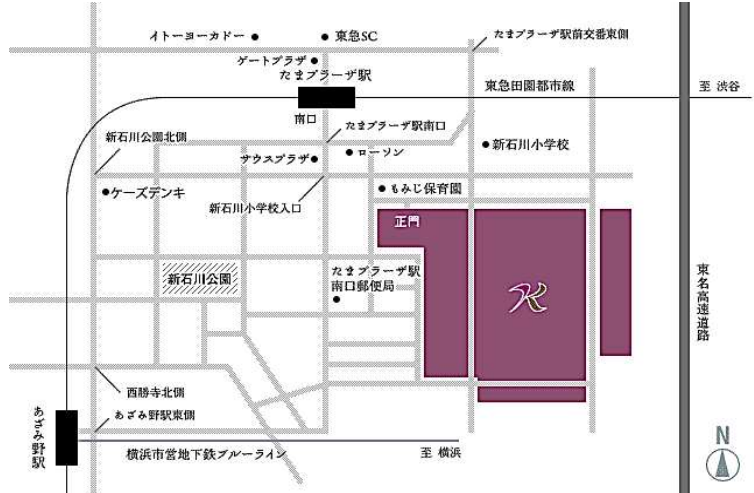 イトーヨーカドー
東急SC
たまプラーザ駅前交番東側
ゲートプラザ
たまプラーザ駅
東急田園都市線
至 渋谷
南口
たまプラーザ駅南口
新石川公園北側
サウスプラザ
ローソン
新石川小学校
ケーズデンキ
新石川小学校入口
もみじ保育園
正門
新石川公園
たまプラーザ駅
南口郵便局
東名高速道路
K
西勝寺北側
あざみ野駅東側
あざみ野駅
横浜市営地下鉄ブルーライン
至 横浜
N